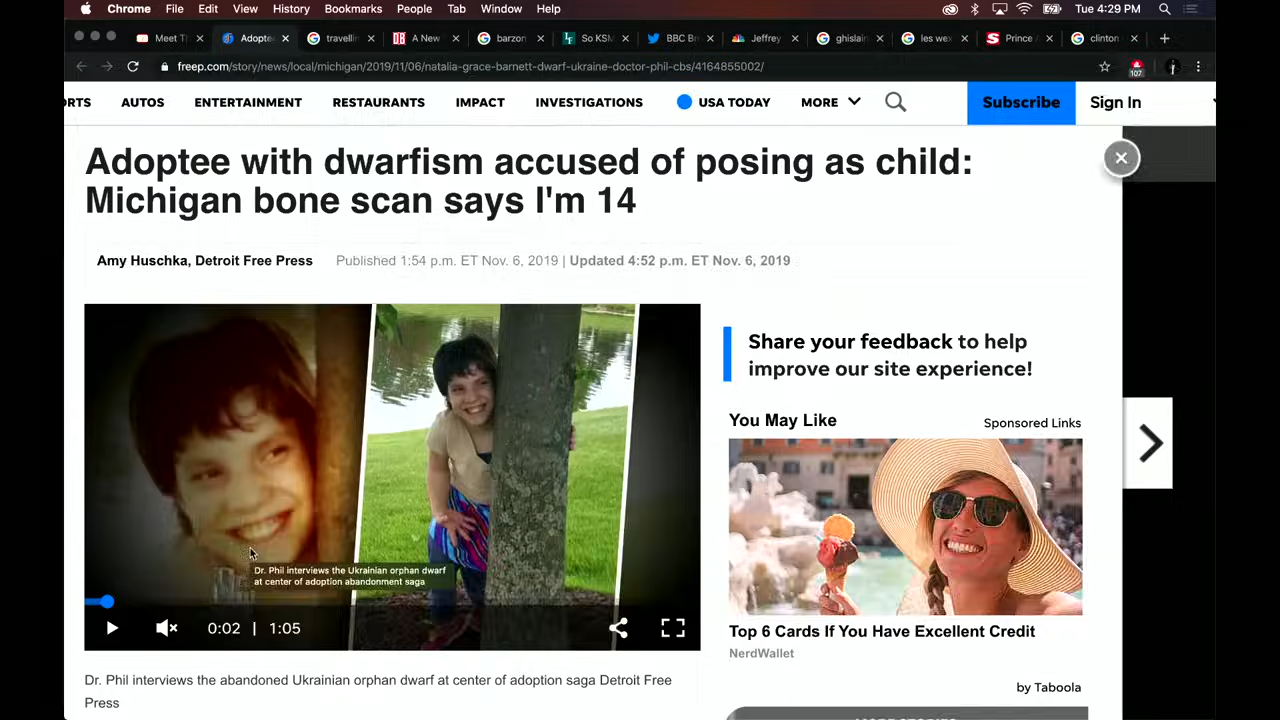 Chrome File Edit View History Bookmarks People Tab Window Help Tue 4:29 PM
Meet T Adopte travelli A New barzon So KSM BBC Br Jeffrey ghislain les wex Prince A clinton
freep.com/story/news/local/michigan/2019/11/06/natalia-grace-barnett-dwarf-ukraine-doctor-phil-cbs/4164855002/ 107
ORTS AUTOS ENTERTAINMENT RESTAURANTS IMPACT INVESTIGATIONS USA TODAY MORE Subscribe Sign In
Adoptee with dwarfism accused of posing as child:
Michigan bone scan says I'm 14
Amy Huschka, Detroit Free Press Published 1:54 p.m. ET Nov. 6, 2019 | Updated 4:52 p.m. ET Nov. 6, 2019
Dr. Phil interviews the Ukrainian orphan dwarf
at center of adoption abandonment saga
0:02 | 1:05
Dr. Phil interviews the abandoned Ukrainian orphan dwarf at center of adoption saga Detroit Free
Press
Share your feedback to help
improve our site experience!
You May Like Sponsored Links
Top 6 Cards If You Have Excellent Credit
NerdWallet
by Taboola